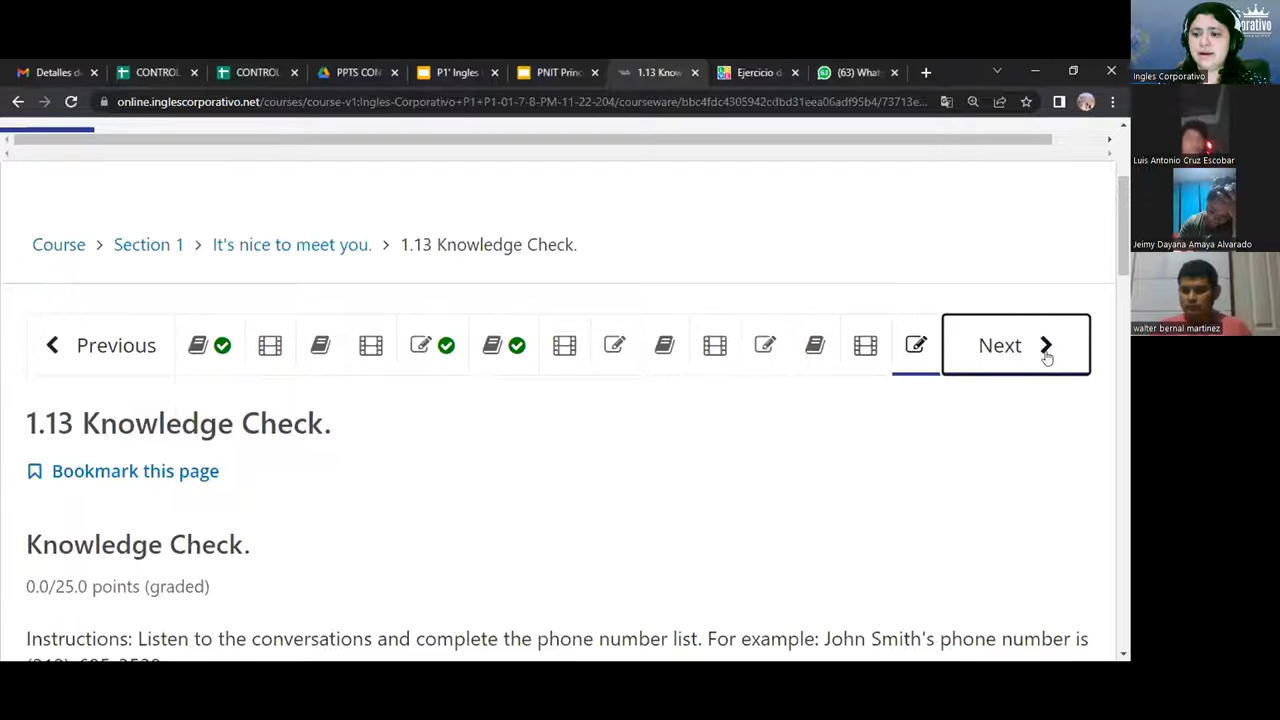 Detalles d
CONTROL
CONTROL
PPTS CON
P1' Ingles
PNIT Prin
1.13 Know
Ejercicio d
(63) What
online.inglescorporativo.net/courses/course-v1:Ingles-Corporativo+P1+P1-01-7-8-PM-11-22-204/courseware/bbc4fdc4305942cdbd31eea06adf95b4/73713e...
Course > Section 1 > It's nice to meet you. > 1.13 Knowledge Check.
Previous
Next
1.13 Knowledge Check.
Bookmark this page
Knowledge Check.
0.0/25.0 points (graded)
Instructions: Listen to the conversations and complete the phone number list. For example: John Smith's phone number is
orativo
Ingles Corporativo
Luis Antonio Cruz Escobar
Jeimy Dayana Amaya Alvarado
walter bernal martinez